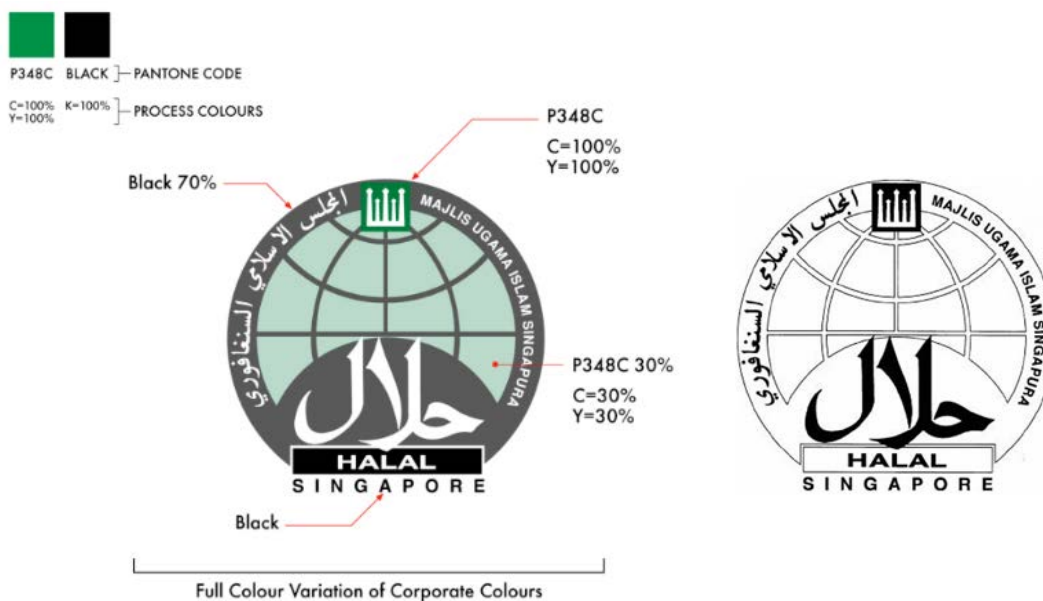 P348C BLACK PANTONE CODE
C=100% K=100% PROCESS COLOURS
Y=100%
P348C
C=100%
Y=100%
Black 70%
المجلس الاسلامي السنغافوري
MAJLIS UGAMA ISLAM SINGAPURA
حلال
HALAL
SINGAPORE
P348C 30%
C=30%
Y=30%
Black
Full Colour Variation of Corporate Colours
المجلس الاسلامي السنغافوري
MAJLIS UGAMA ISLAM SINGAPURA
حلال
HALAL
SINGAPORE